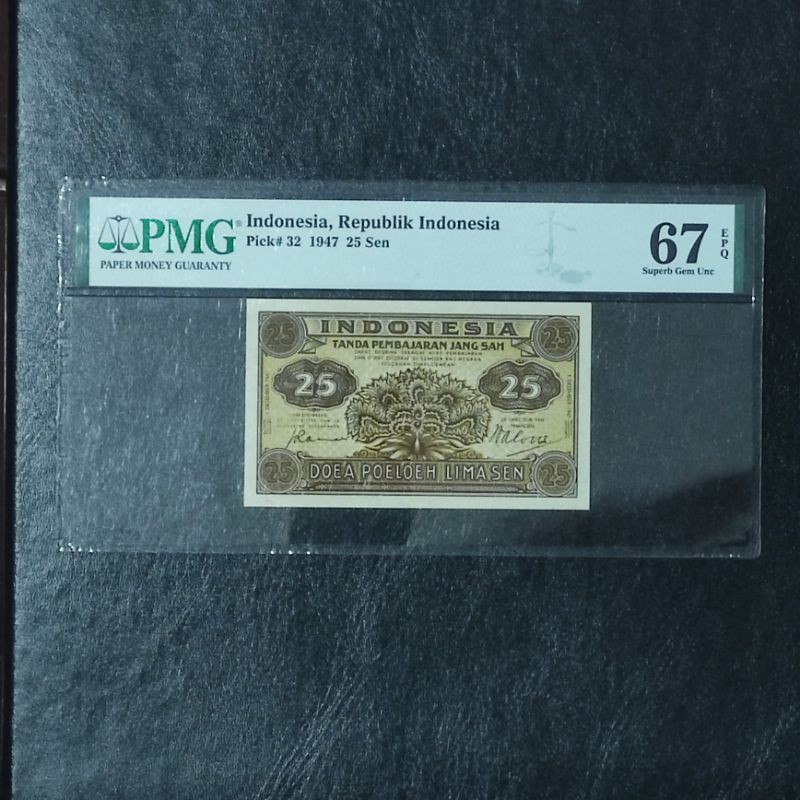 PMG
PAPER MONEY GUARANTY
Indonesia, Republik Indonesia
Pick# 32 1947 25 Sen
67 EPQ
Superb Gem Unc
25 INDONESIA 25
TANDA PEMBAJARAN JANG SAH
25 25
25 DOEA POELOEH LIMA SEN 25